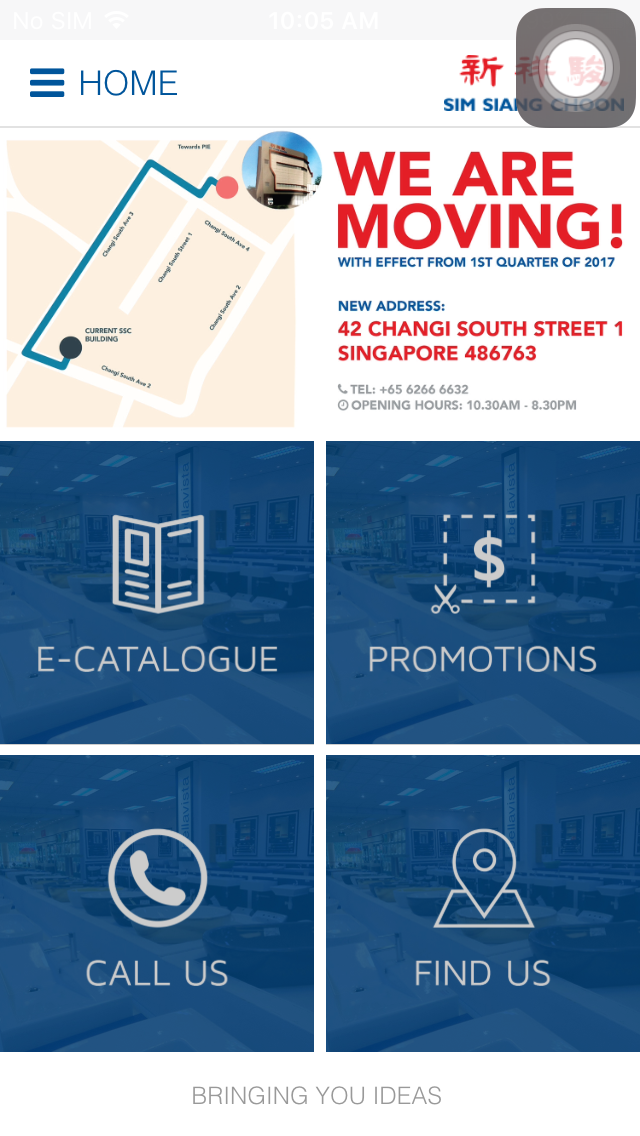 No SIM 10:05 AM
HOME
新祥駿
SIM SIANG CHOON
Towards PIE
WE ARE
MOVING!
WITH EFFECT FROM 1ST QUARTER OF 2017
Changi South Ave 3
Changi South Street 1
Changi South Ave 4
Changi South Ave 2
NEW ADDRESS:
42 CHANGI SOUTH STREET 1
SINGAPORE 486763
CURRENT SSC
BUILDING
Changi South Ave 2
TEL: +65 6266 6632
OPENING HOURS: 10.30AM - 8.30PM
E-CATALOGUE
PROMOTIONS
CALL US
FIND US
BRINGING YOU IDEAS